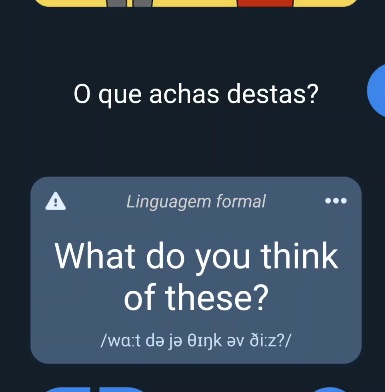 O que achas destas?
Linguagem formal
What do you think
of these?
/wɑːt də jə θɪŋk əv ðiːz?/